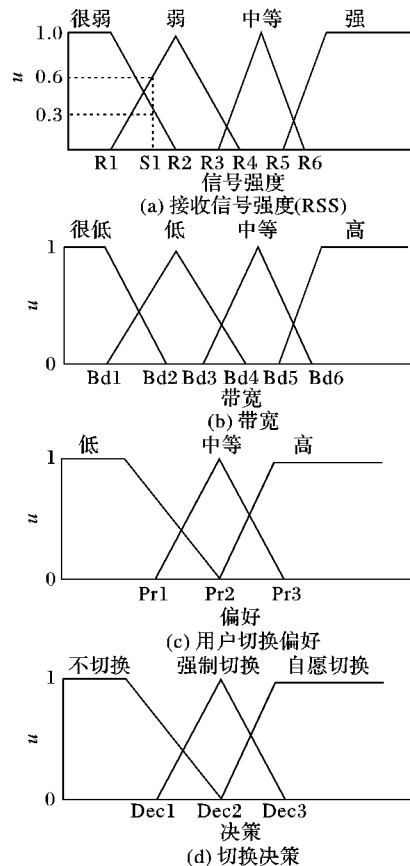 很弱 弱 中等 强
1.0
0.6
0.3
u
R1 S1 R2 R3 R4 R5 R6
信号强度
(a) 接收信号强度(RSS)
很低 低 中等 高
1
u
0
Bd1 Bd2 Bd3 Bd4 Bd5 Bd6
带宽
(b) 带宽
低 中等 高
1
u
0
Pr1 Pr2 Pr3
偏好
(c) 用户切换偏好
不切换 强制切换 自愿切换
1
u
0
Dec1 Dec2 Dec3
决策
(d) 切换决策